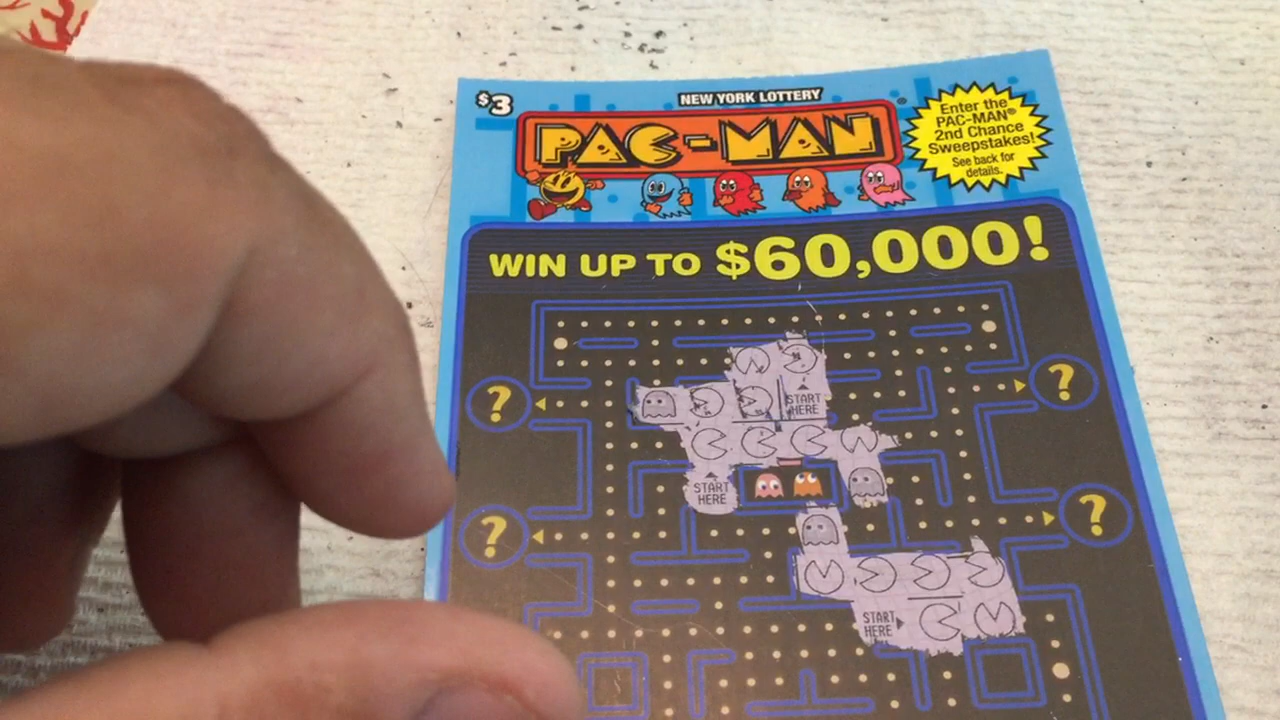 $3
NEW YORK LOTTERY
PAC-MAN®
Enter the
PAC-MAN®
2nd Chance
Sweepstakes!
See back for
details.
WIN UP TO $60,000!
?
?
START
HERE
START
HERE
?
?
START
HERE